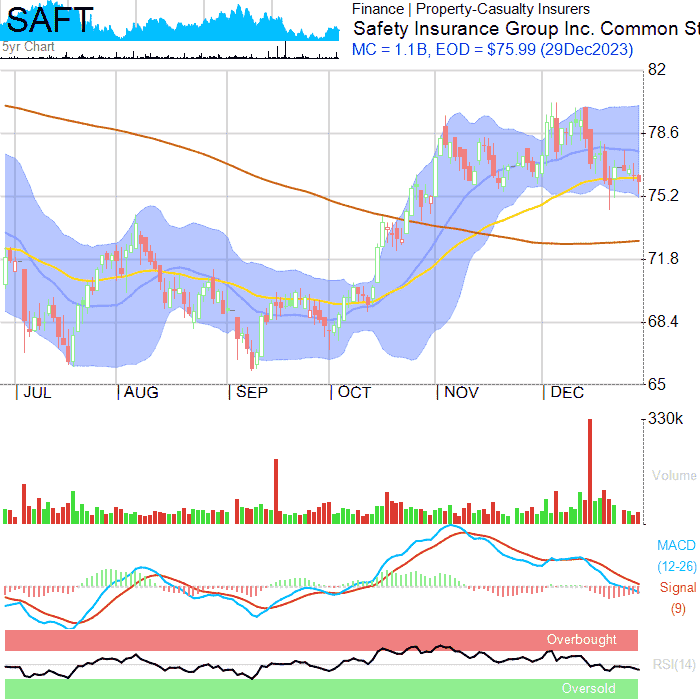 SAFT
5yr Chart
Finance | Property-Casualty Insurers
Safety Insurance Group Inc. Common St
MC = 1.1B, EOD = $75.99 (29Dec2023)
82
78.6
75.2
71.8
68.4
65
JUL AUG SEP OCT NOV DEC
330k
Volume
MACD
(12-26)
Signal
(9)
Overbought
RSI(14)
Oversold